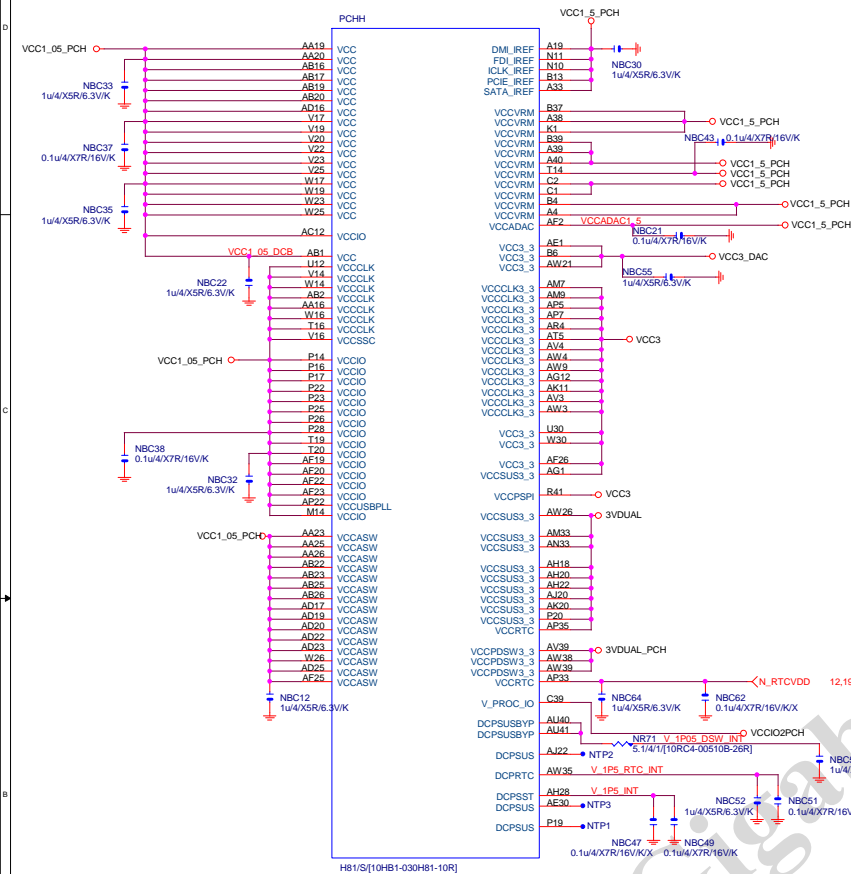 PCHH
VCC1_5_PCH
D
VCC1_05_PCH
AA19 VCC
AA20 VCC
AB16 VCC
AB17 VCC
AB19 VCC
AB20 VCC
AD16 VCC
V17 VCC
V19 VCC
V20 VCC
V22 VCC
V23 VCC
V25 VCC
W17 VCC
W19 VCC
W23 VCC
W25 VCC
AC12 VCCIO
VCC1_05_DCB AB1 VCC
U12 VCCCLK
V14 VCCCLK
W14 VCCCLK
AB2 VCCCLK
AA16 VCCCLK
W16 VCCCLK
T16 VCCCLK
V16 VCCSSC
NBC33
1u/4/X5R/6.3V/K
NBC37
0.1u/4/X7R/16V/K
NBC35
1u/4/X5R/6.3V/K
NBC22
1u/4/X5R/6.3V/K
C
VCC1_05_PCH
P14 VCCIO
P16 VCCIO
P17 VCCIO
P22 VCCIO
P23 VCCIO
P25 VCCIO
P26 VCCIO
P28 VCCIO
T19 VCCIO
T20 VCCIO
AF19 VCCIO
AF20 VCCIO
AF22 VCCIO
AF23 VCCIO
AP22 VCCUSBPLL
M14 VCCIO
NBC38
0.1u/4/X7R/16V/K
NBC32
1u/4/X5R/6.3V/K
VCC1_05_PCH
AA23 VCCASW
AA25 VCCASW
AA26 VCCASW
AB22 VCCASW
AB23 VCCASW
AB25 VCCASW
AB26 VCCASW
AD17 VCCASW
AD19 VCCASW
AD20 VCCASW
AD22 VCCASW
AD23 VCCASW
W26 VCCASW
AD25 VCCASW
AF25 VCCASW
NBC12
1u/4/X5R/6.3V/K
B
DMI_IREF A19
FDI_IREF N11
ICLK_IREF N10
PCIE_IREF B13
SATA_IREF A33
NBC30
1u/4/X5R/6.3V/K
VCCVRM B37
VCCVRM A38
VCCVRM K1
VCCVRM B39
VCCVRM A39
VCCVRM A40
VCCVRM T14
VCCVRM C2
VCCVRM C1
VCCVRM B4
VCCVRM A4
VCCADAC AF2 VCCADAC1_5
VCC1_5_PCH
NBC43 0.1u/4/X7R/16V/K
VCC1_5_PCH
VCC1_5_PCH
VCC1_5_PCH
VCC1_5_PCH
VCC1_5_PCH
NBC21
0.1u/4/X7R/16V/K
VCC3_3 AE1
VCC3_3 B6
VCC3_3 AW21
VCC3_DAC
NBC55
1u/4/X5R/6.3V/K
VCCCLK3_3 AM7
VCCCLK3_3 AM9
VCCCLK3_3 AP5
VCCCLK3_3 AP7
VCCCLK3_3 AR4
VCCCLK3_3 AT5
VCCCLK3_3 AV4
VCCCLK3_3 AW4
VCCCLK3_3 AW9
VCCCLK3_3 AG12
VCCCLK3_3 AK11
VCCCLK3_3 AV3
VCCCLK3_3 AW3
VCC3
VCC3_3 U30
VCC3_3 W30
VCC3_3 AF26
VCCSUS3_3 AG1
VCCPSPI R41 VCC3
VCCSUS3_3 AW26 3VDUAL
VCCSUS3_3 AM33
VCCSUS3_3 AN33
VCCSUS3_3 AH18
VCCSUS3_3 AH20
VCCSUS3_3 AH22
VCCSUS3_3 AJ20
VCCSUS3_3 AK20
VCCSUS3_3 P20
VCCRTC AP35
VCCPDSW3_3 AV39 3VDUAL_PCH
VCCPDSW3_3 AW38
VCCPDSW3_3 AW39
VCCRTC AP33 N_RTCVDD 12,19
V_PROC_IO C39
NBC64
1u/4/X5R/6.3V/K
NBC62
0.1u/4/X7R/16V/K/X
DCPSUSBYP AU40
DCPSUSBYP AU41
VCCIO2PCH
NR71 V_1P05_DSW_INT
5.1/4/1/[10RC4-00510B-26R]
DCPSUS AJ22 NTP2
DCPRTC AW35 V_1P5_RTC_INT
DCPSST AH28 V_1P5_INT
DCPSUS AE30 NTP3
DCPSUS P19 NTP1
1u/4/
NBC52
1u/4/X5R/6.3V/K
NBC51
0.1u/4/X7R/16V
NBC47
0.1u/4/X7R/16V/K/X
NBC49
0.1u/4/X7R/16V/K
H81/S/[10HB1-030H81-10R]